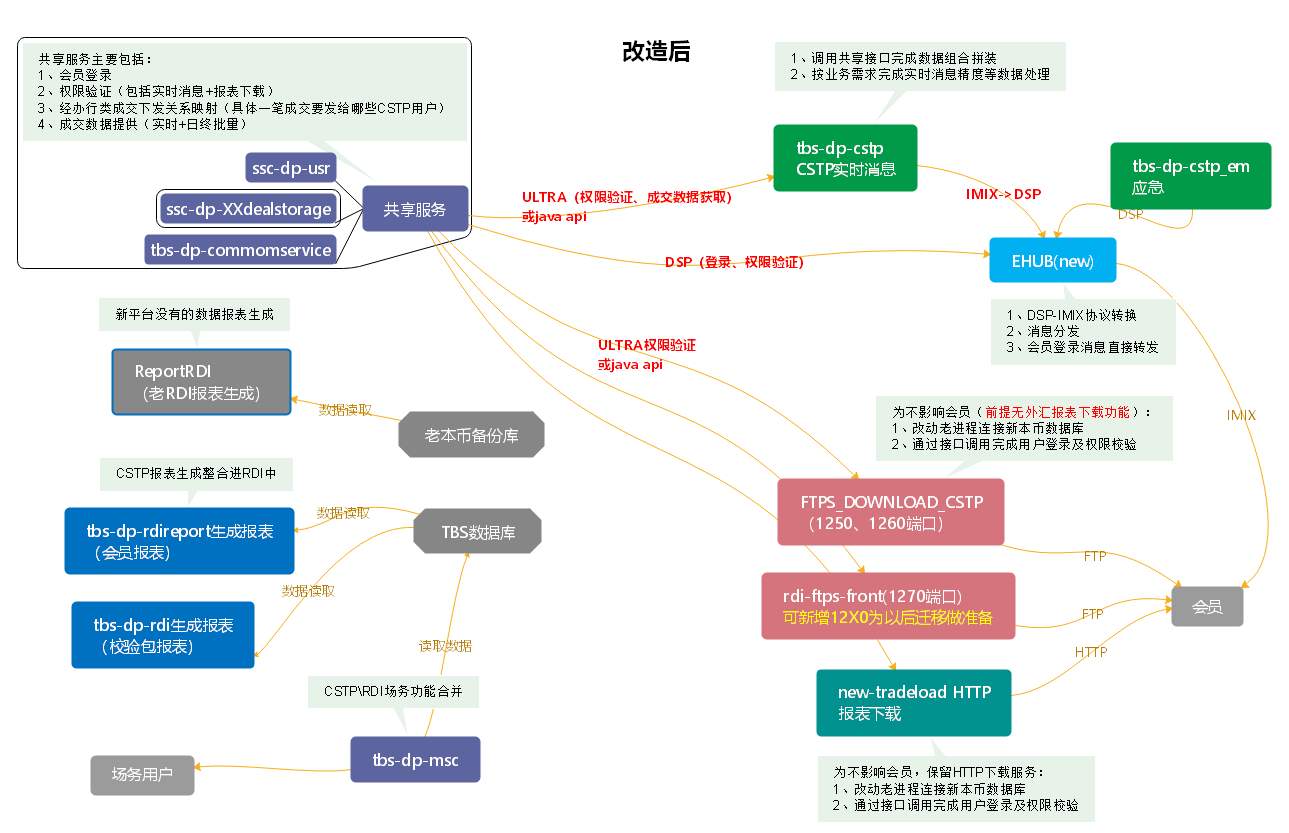 改造后
共享服务主要包括：
1、会员登录
2、权限验证（包括实时消息+报表下载）
3、经办行类成交下发关系映射（具体一笔成交要发给哪些CSTP用户）
4、成交数据提供（实时+日终批量）
ssc-dp-usr
ssc-dp-XXdealstorage
tbs-dp-commomservice
共享服务
1、调用共享接口完成数据组合拼装
2、按业务需求完成实时消息精度等数据处理
tbs-dp-cstp
CSTP实时消息
tbs-dp-cstp_em
应急
ULTRA（权限验证、成交数据获取)
或java api
IMIX->DSP
DSP
DSP（登录、权限验证)
EHUB(new)
1、DSP-IMIX协议转换
2、消息分发
3、会员登录消息直接转发
新平台没有的数据报表生成
ReportRDI
（老RDI报表生成）
数据读取
老本币备份库
ULTRA权限验证
或java api
IMIX
为不影响会员（前提无外汇报表下载功能）：
1、改动老进程连接新本币数据库
2、通过接口调用完成用户登录及权限校验
CSTP报表生成整合进RDI中
tbs-dp-rdireport生成报表
（会员报表）
数据读取
TBS数据库
FTPS_DOWNLOAD_CSTP
（1250、1260端口）
FTP
数据读取
tbs-dp-rdi生成报表
（校验包报表）
rdi-ftps-front(1270端口)
可新增12X0为以后迁移做准备
FTP
会员
HTTP
读取数据
CSTP\RDI场务功能合并
new-tradeload HTTP
报表下载
tbs-dp-msc
场务用户
为不影响会员，保留HTTP下载服务：
1、改动老进程连接新本币数据库
2、通过接口调用完成用户登录及权限校验